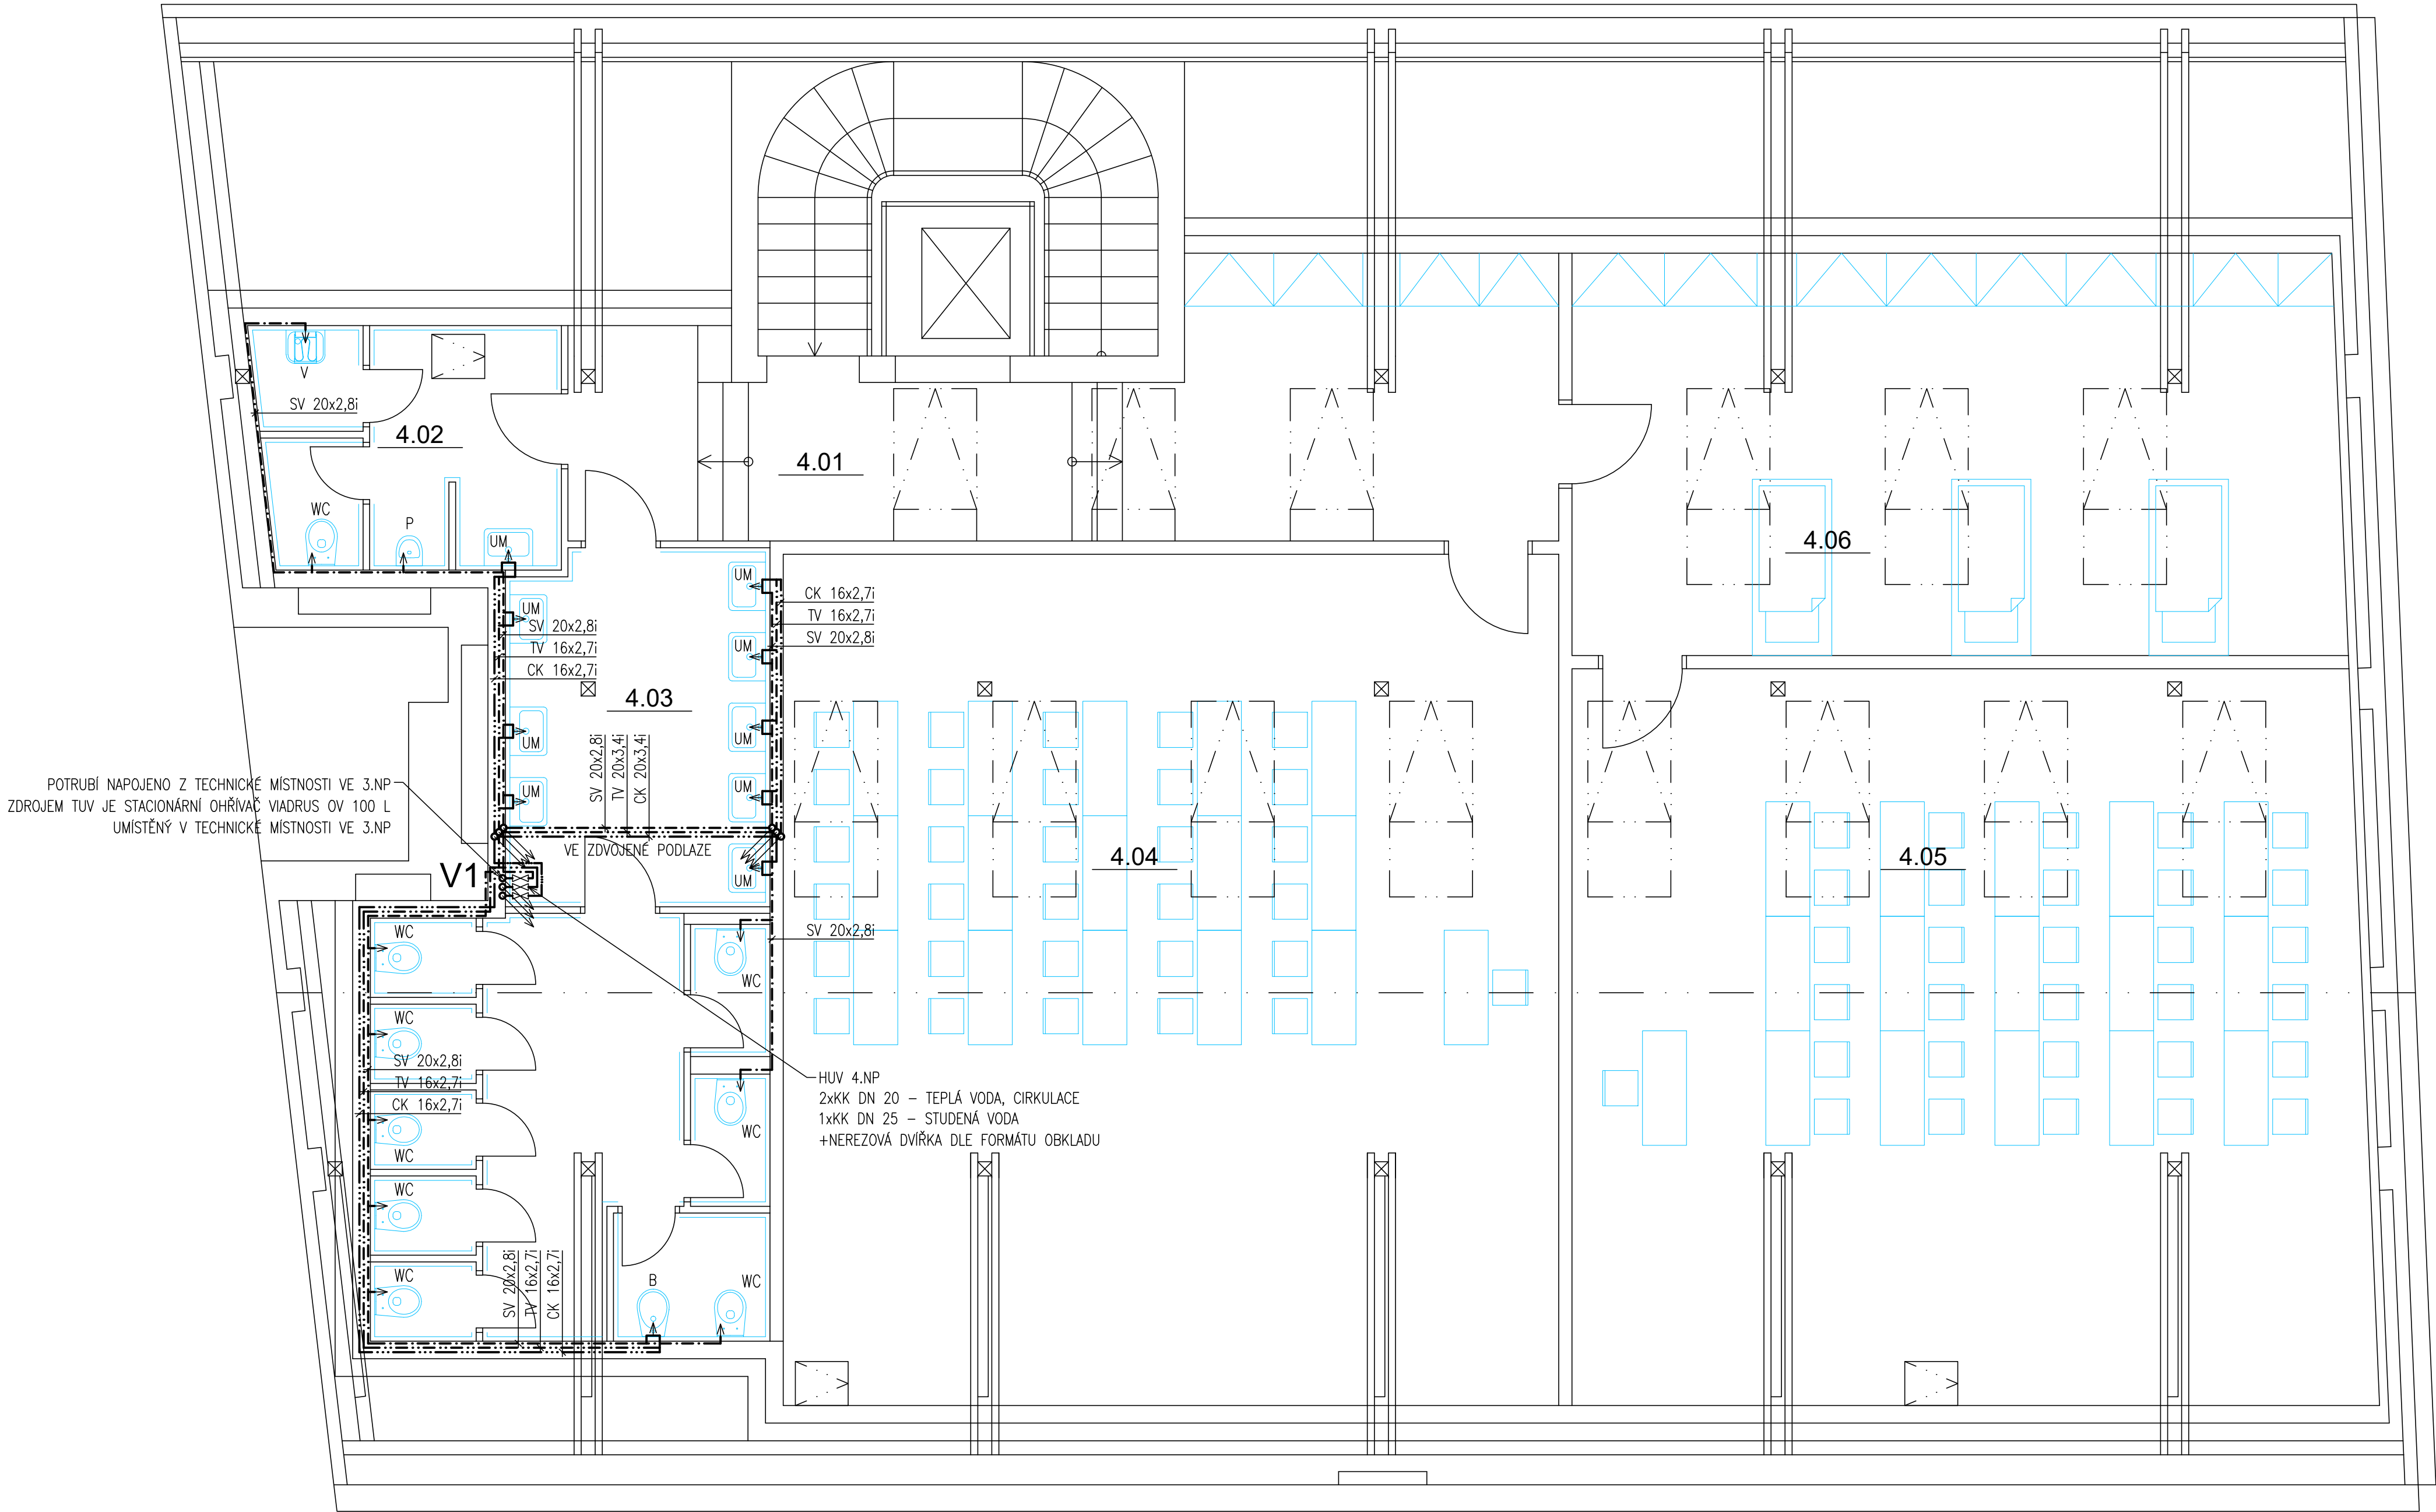 V
SV 20x2,8i
4.02
4.01
WC
P
UM
4.06
UM
UM
CK 16x2,7i
TV 16x2,7i
SV 20x2,8i
UM
SV 20x2,8i
TV 16x2,7i
CK 16x2,7i
UM
4.03
UM
UM
SV 20x2,8i
TV 20x3,4i
CK 20x3,4i
POTRUBÍ NAPOJENO Z TECHNICKÉ MÍSTNOSTI VE 3.NP
ZDROJEM TUV JE STACIONÁRNÍ OHŘÍVAČ VIADRUS OV 100 L
UMÍSTĚNÝ V TECHNICKÉ MÍSTNOSTI VE 3.NP
UM
UM
VE ZDVOJENÉ PODLAZE
4.04
4.05
V1
UM
WC
SV 20x2,8i
WC
WC
SV 20x2,8i
TV 16x2,7i
CK 16x2,7i
HUV 4.NP
2xKK DN 20 – TEPLÁ VODA, CIRKULACE
1xKK DN 25 – STUDENÁ VODA
+NEREZOVÁ DVÍŘKA DLE FORMÁTU OBKLADU
WC
WC
WC
WC
SV 20x2,8i
TV 16x2,7i
CK 16x2,7i
B
WC